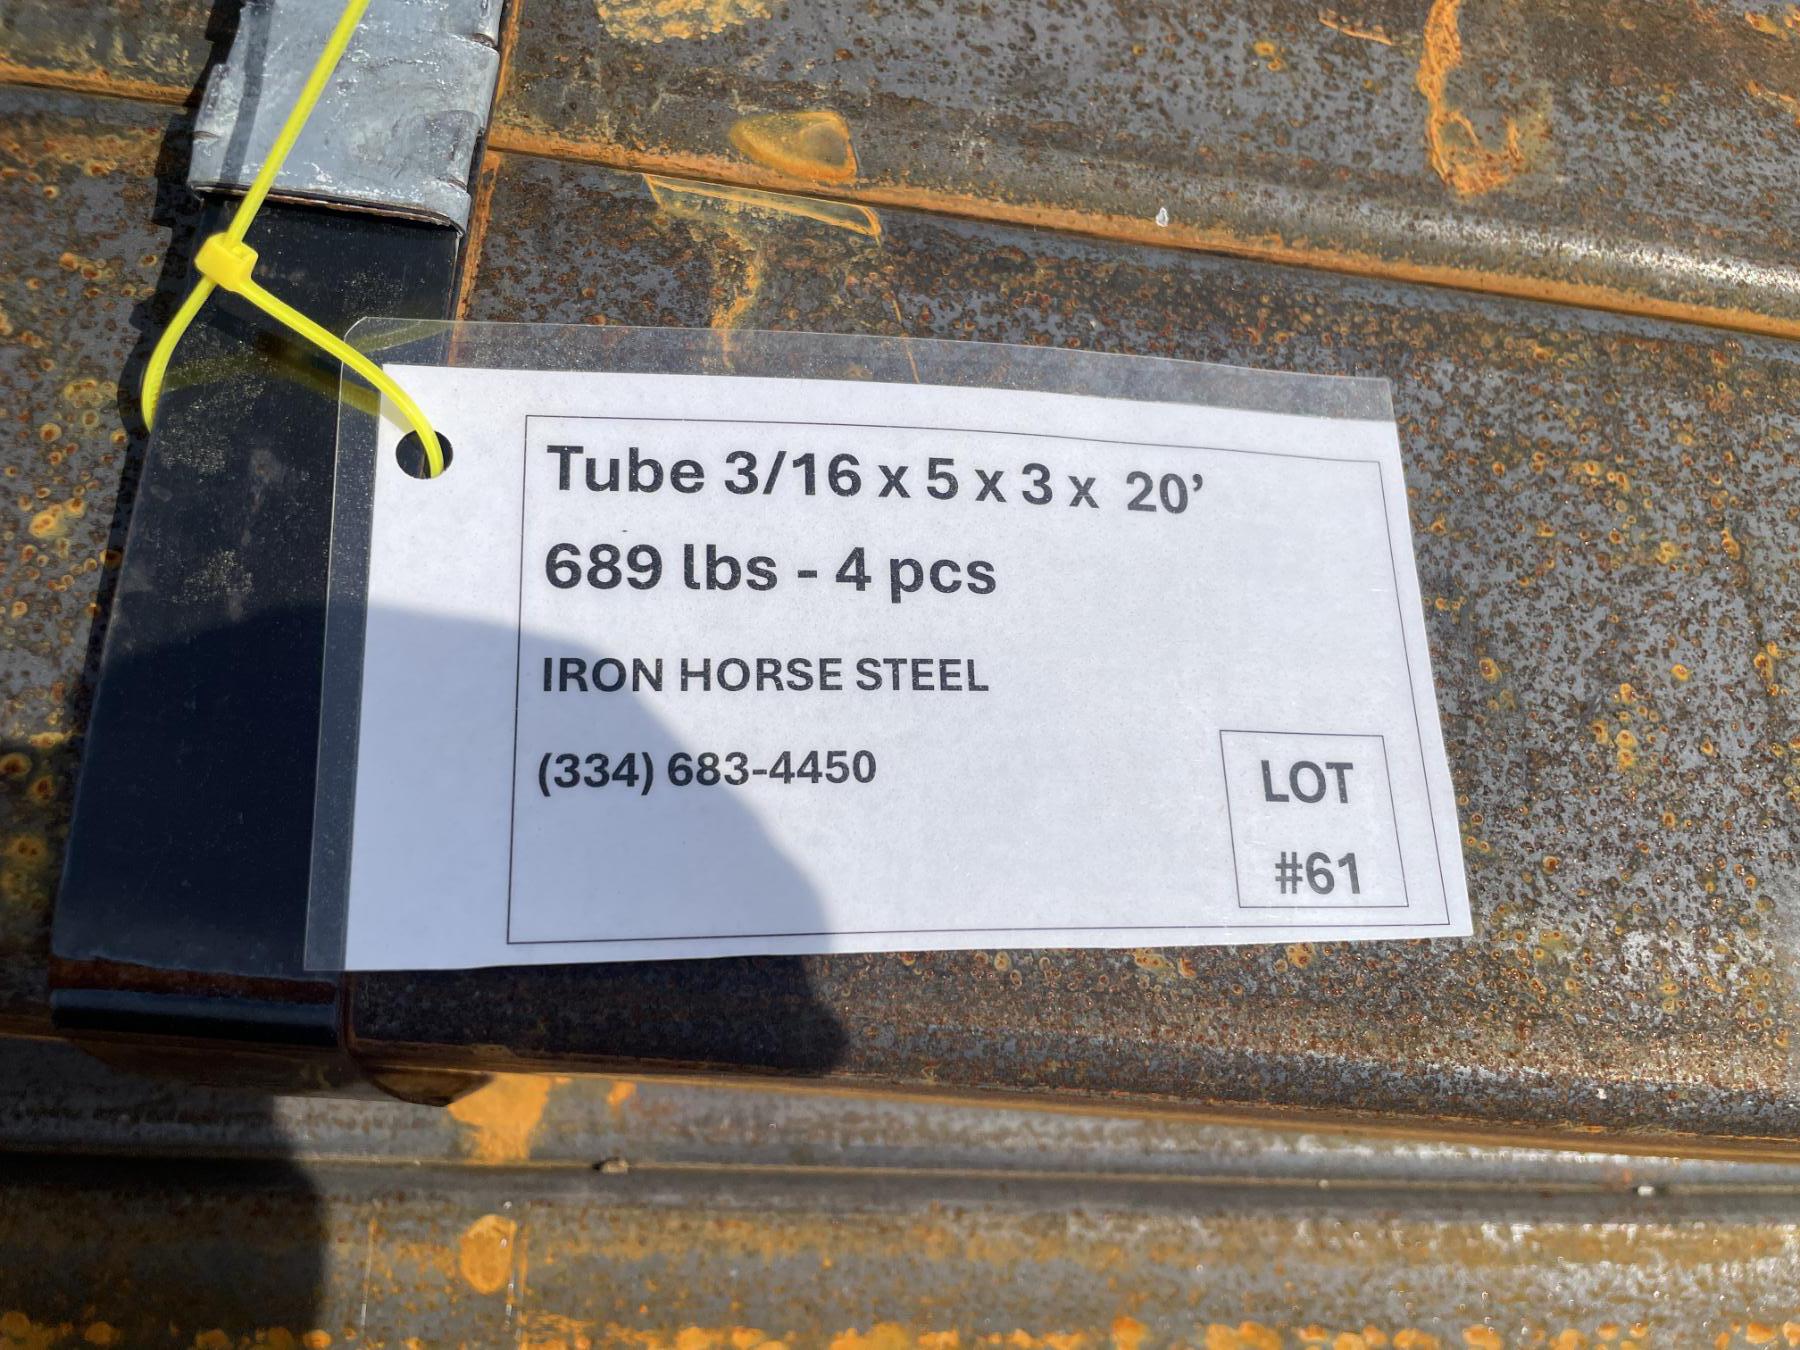 Tube 3/16 x 5 x 3 x 20’
689 lbs - 4 pcs
IRON HORSE STEEL
(334) 683-4450
LOT
#61